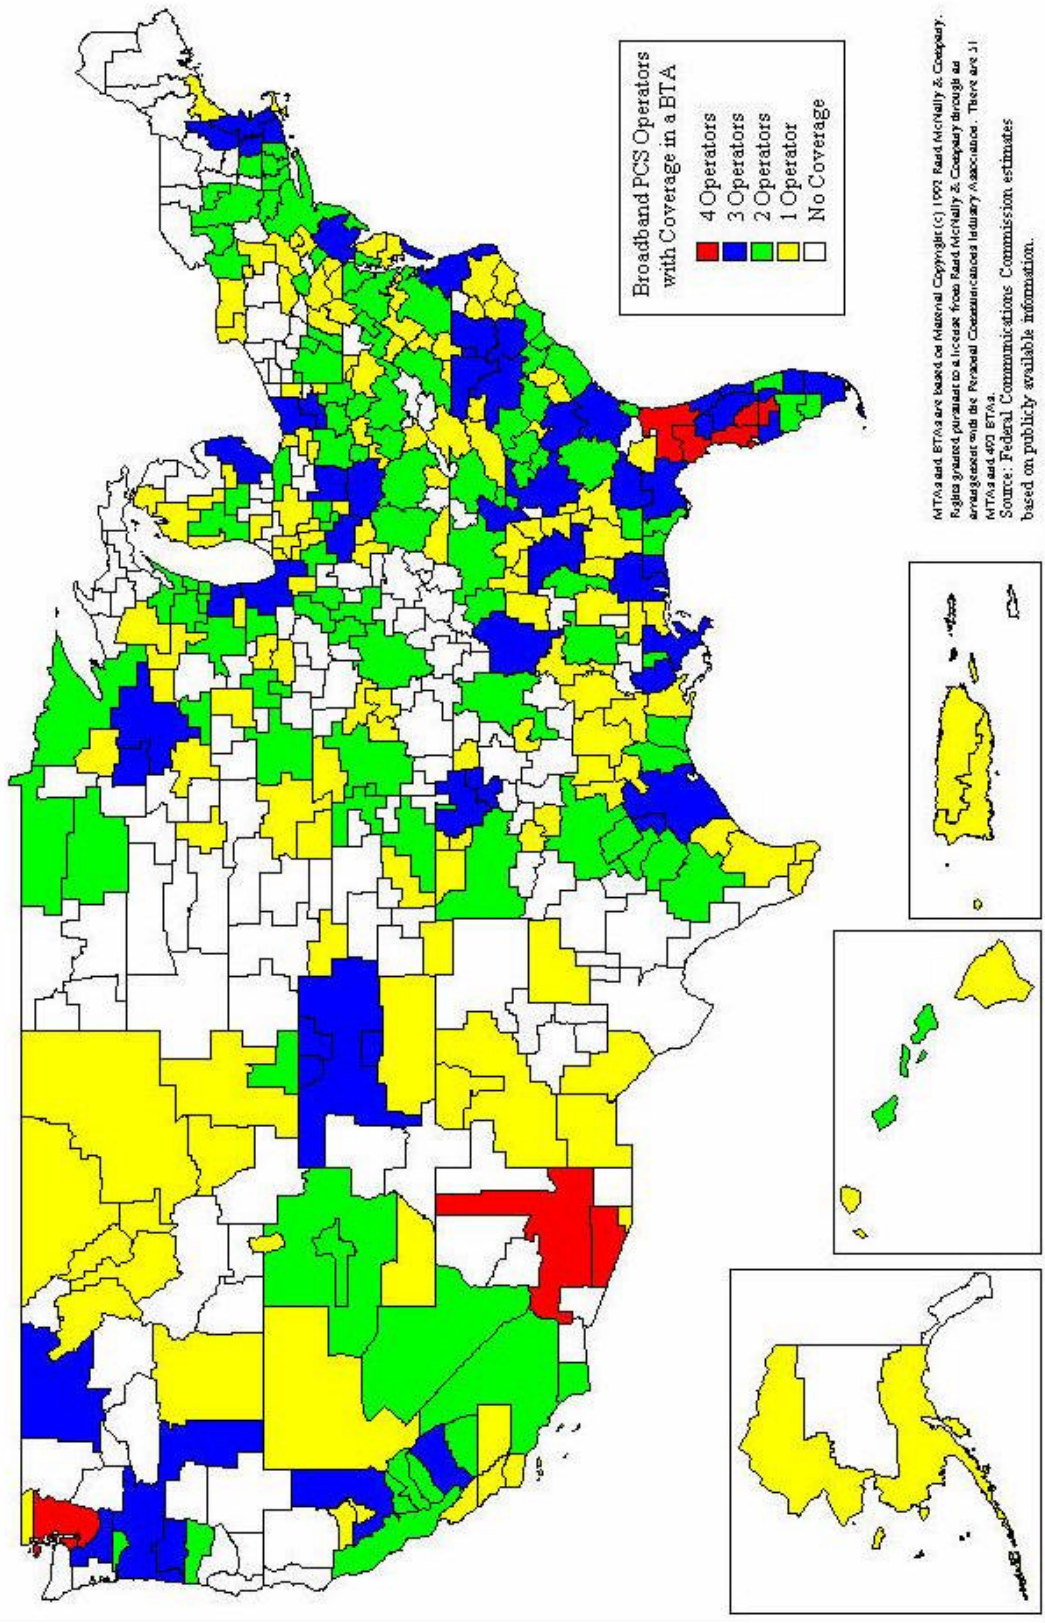 Broadband PCS Operators
with Coverage in a BTA
4 Operators
3 Operators
2 Operators
1 Operator
No Coverage
MTAs and BTAs are based on Material Copyright (c) 1992 Rand McNally & Company.
Rights granted pursuant to a license from Rand McNally & Company through an
arrangement with the Personal Communications Industry Association. There are 51
MTAs and 493 BTAs.
Source: Federal Communications Commission estimates
based on publicly available information.